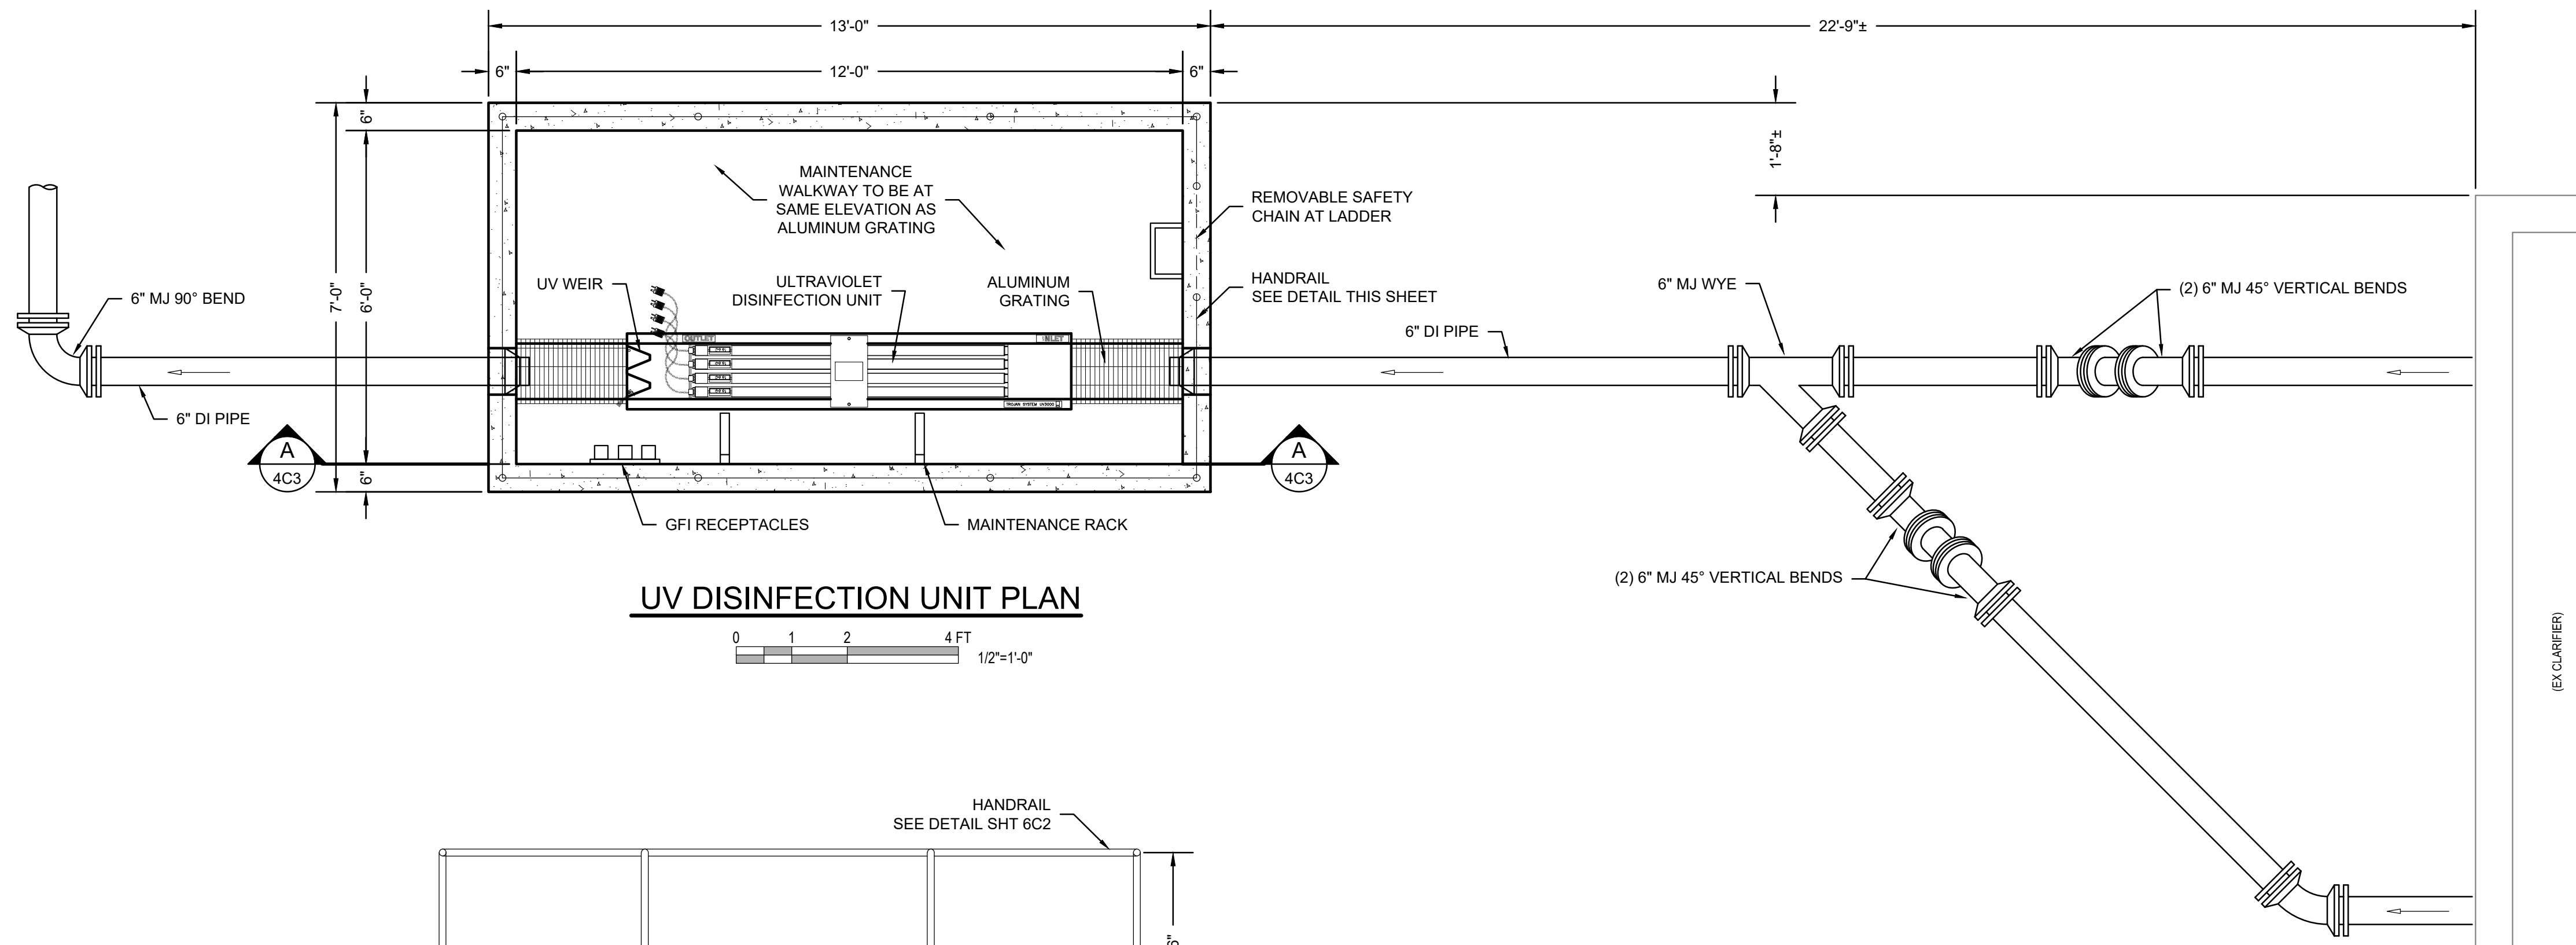 13'-0"
22'-9"±
6"
12'-0"
6"
6"
1'-8"±
MAINTENANCE
WALKWAY TO BE AT
SAME ELEVATION AS
ALUMINUM GRATING
REMOVABLE SAFETY
CHAIN AT LADDER
7'-0"
6'-0"
6" MJ 90° BEND
UV WEIR
ULTRAVIOLET
DISINFECTION UNIT
ALUMINUM
GRATING
HANDRAIL
SEE DETAIL THIS SHEET
6" MJ WYE
(2) 6" MJ 45° VERTICAL BENDS
6" DI PIPE
OUTLET
INLET
TROJAN SYSTEM UV3000
6" DI PIPE
A
4C3
6"
A
4C3
GFI RECEPTACLES
MAINTENANCE RACK
(2) 6" MJ 45° VERTICAL BENDS
UV DISINFECTION UNIT PLAN
0 1 2 4 FT
1/2"=1'-0"
(EX CLARIFIER)
HANDRAIL
SEE DETAIL SHT 6C2